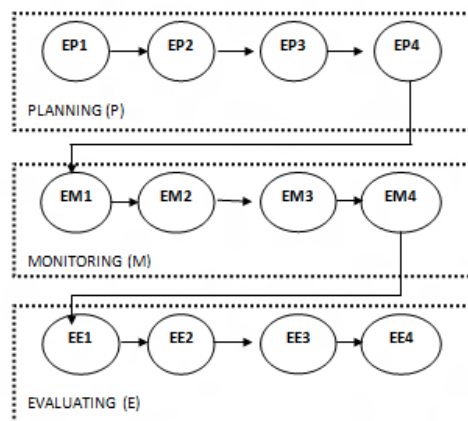 EP1 EP2 EP3 EP4
PLANNING (P)
EM1 EM2 EM3 EM4
MONITORING (M)
EE1 EE2 EE3 EE4
EVALUATING (E)